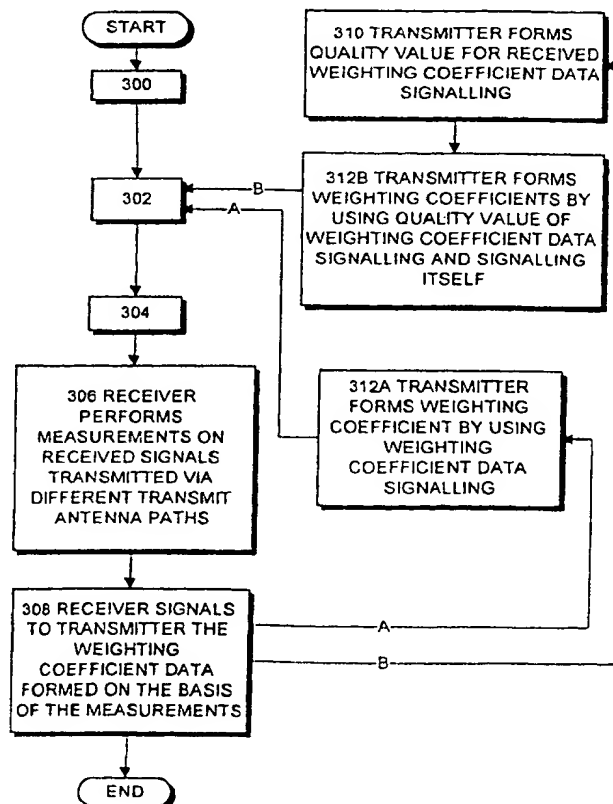 START
300
302
304
306 RECEIVER
PERFORMS
MEASUREMENTS ON
RECEIVED SIGNALS
TRANSMITTED VIA
DIFFERENT TRANSMIT
ANTENNA PATHS
308 RECEIVER SIGNALS
TO TRANSMITTER THE
WEIGHTING
COEFFICIENT DATA
FORMED ON THE BASIS
OF THE MEASUREMENTS
END
310 TRANSMITTER FORMS
QUALITY VALUE FOR RECEIVED
WEIGHTING COEFFICIENT DATA
SIGNALLING
312B TRANSMITTER FORMS
WEIGHTING COEFFICIENTS BY
USING QUALITY VALUE OF
WEIGHTING COEFFICIENT DATA
SIGNALLING AND SIGNALLING
ITSELF
B
A
312A TRANSMITTER
FORMS WEIGHTING
COEFFICIENT BY USING
WEIGHTING
COEFFICIENT DATA
SIGNALLING
A
B